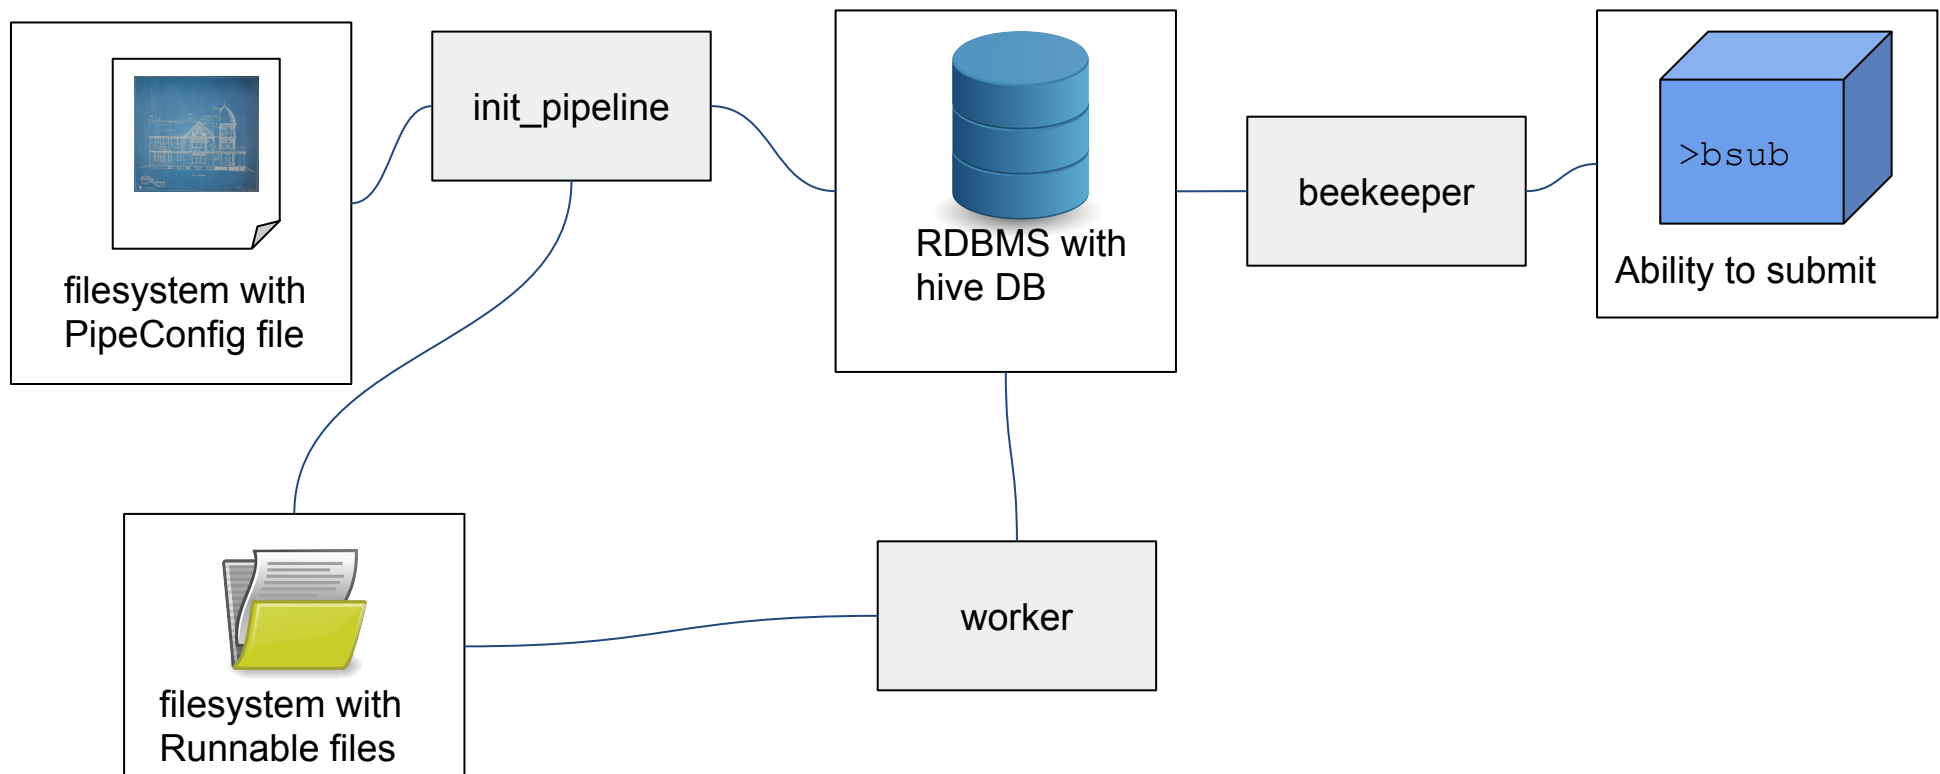 init_pipeline
>bsub
beekeeper
RDBMS with
hive DB
Ability to submit
filesystem with
PipeConfig file
worker
filesystem with
Runnable files